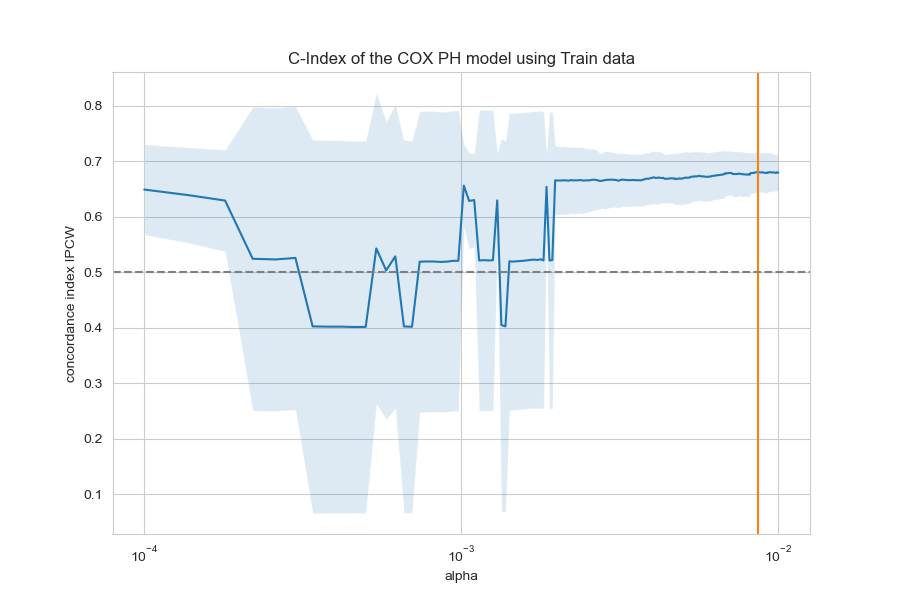 C-Index of the COX PH model using Train data
concordance index IPCW
0.8
0.7
0.6
0.5
0.4
0.3
0.2
0.1
10⁻⁴ 10⁻³ 10⁻²
alpha